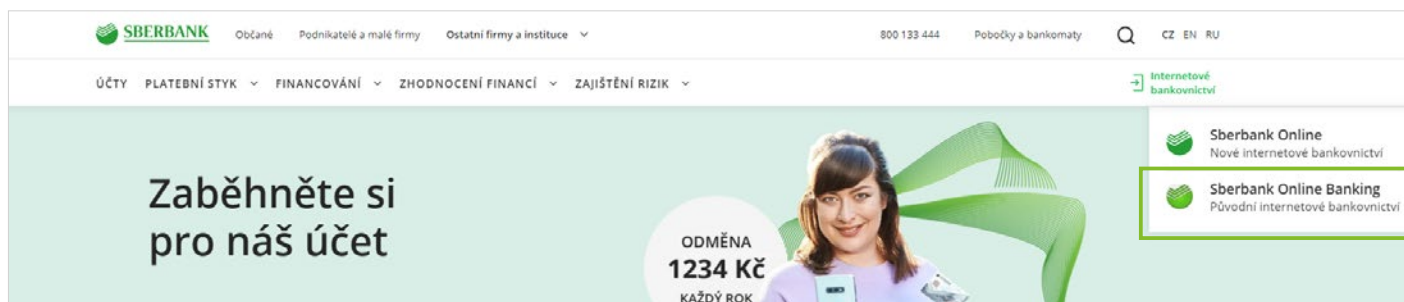 SBERBANK Občané Podnikatelé a malé firmy Ostatní firmy a instituce 800 133 444 Pobočky a bankomaty CZ EN RU
ÚČTY PLATEBNÍ STYK FINANCOVÁNÍ ZHODNOCENÍ FINANCÍ ZAJIŠTĚNÍ RIZIK
Internetové
bankovnictví
Sberbank Online
Nové internetové bankovnictví
Sberbank Online Banking
Původní internetové bankovnictví
Zaběhněte si
pro náš účet
ODMĚNA
1234 Kč
KAŽDÝ ROK